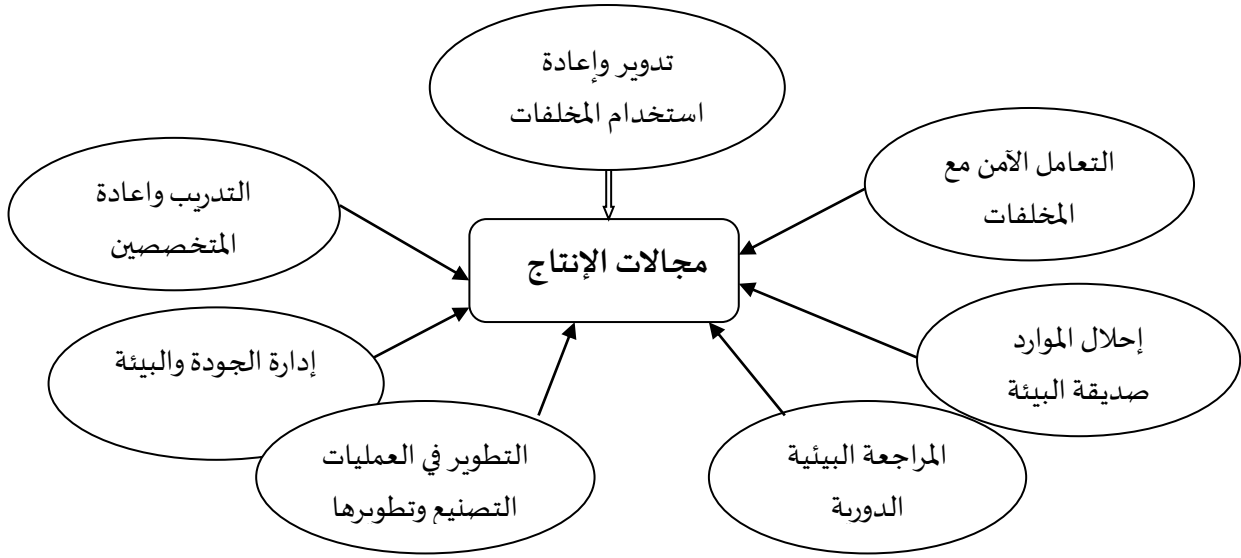 تدوير وإعادة
استخدام المخلفات
التعامل الآمن مع
المخلفات
التدريب واعادة
المتخصصين
مجالات الإنتاج
إحلال الموارد
صديقة البيئة
إدارة الجودة والبيئة
المراجعة البيئية
الدورية
التطوير في العمليات
التصنيع وتطويرها